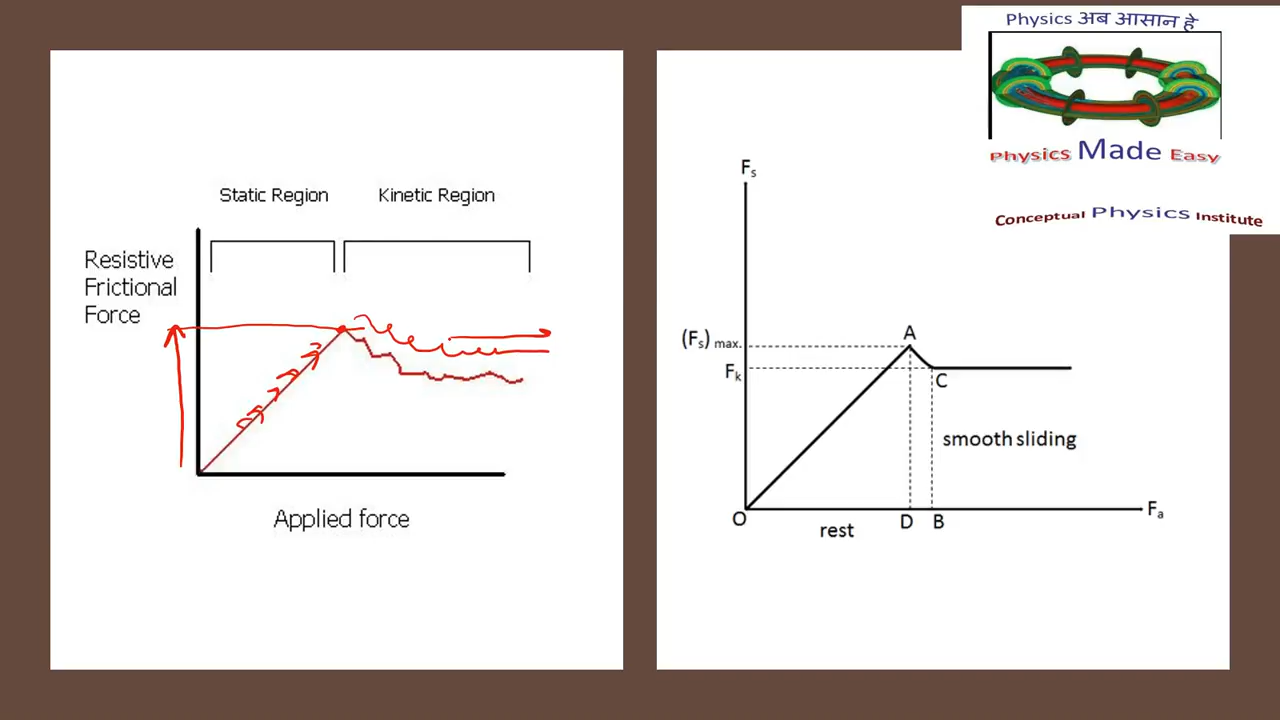 Physics अब आसान हे
Physics Made Easy
Conceptual Physics Institute
Static Region
Kinetic Region
Resistive
Frictional
Force
Applied force
Fs
(Fs) max.
A
Fk
C
smooth sliding
O
D
B
Fa
rest